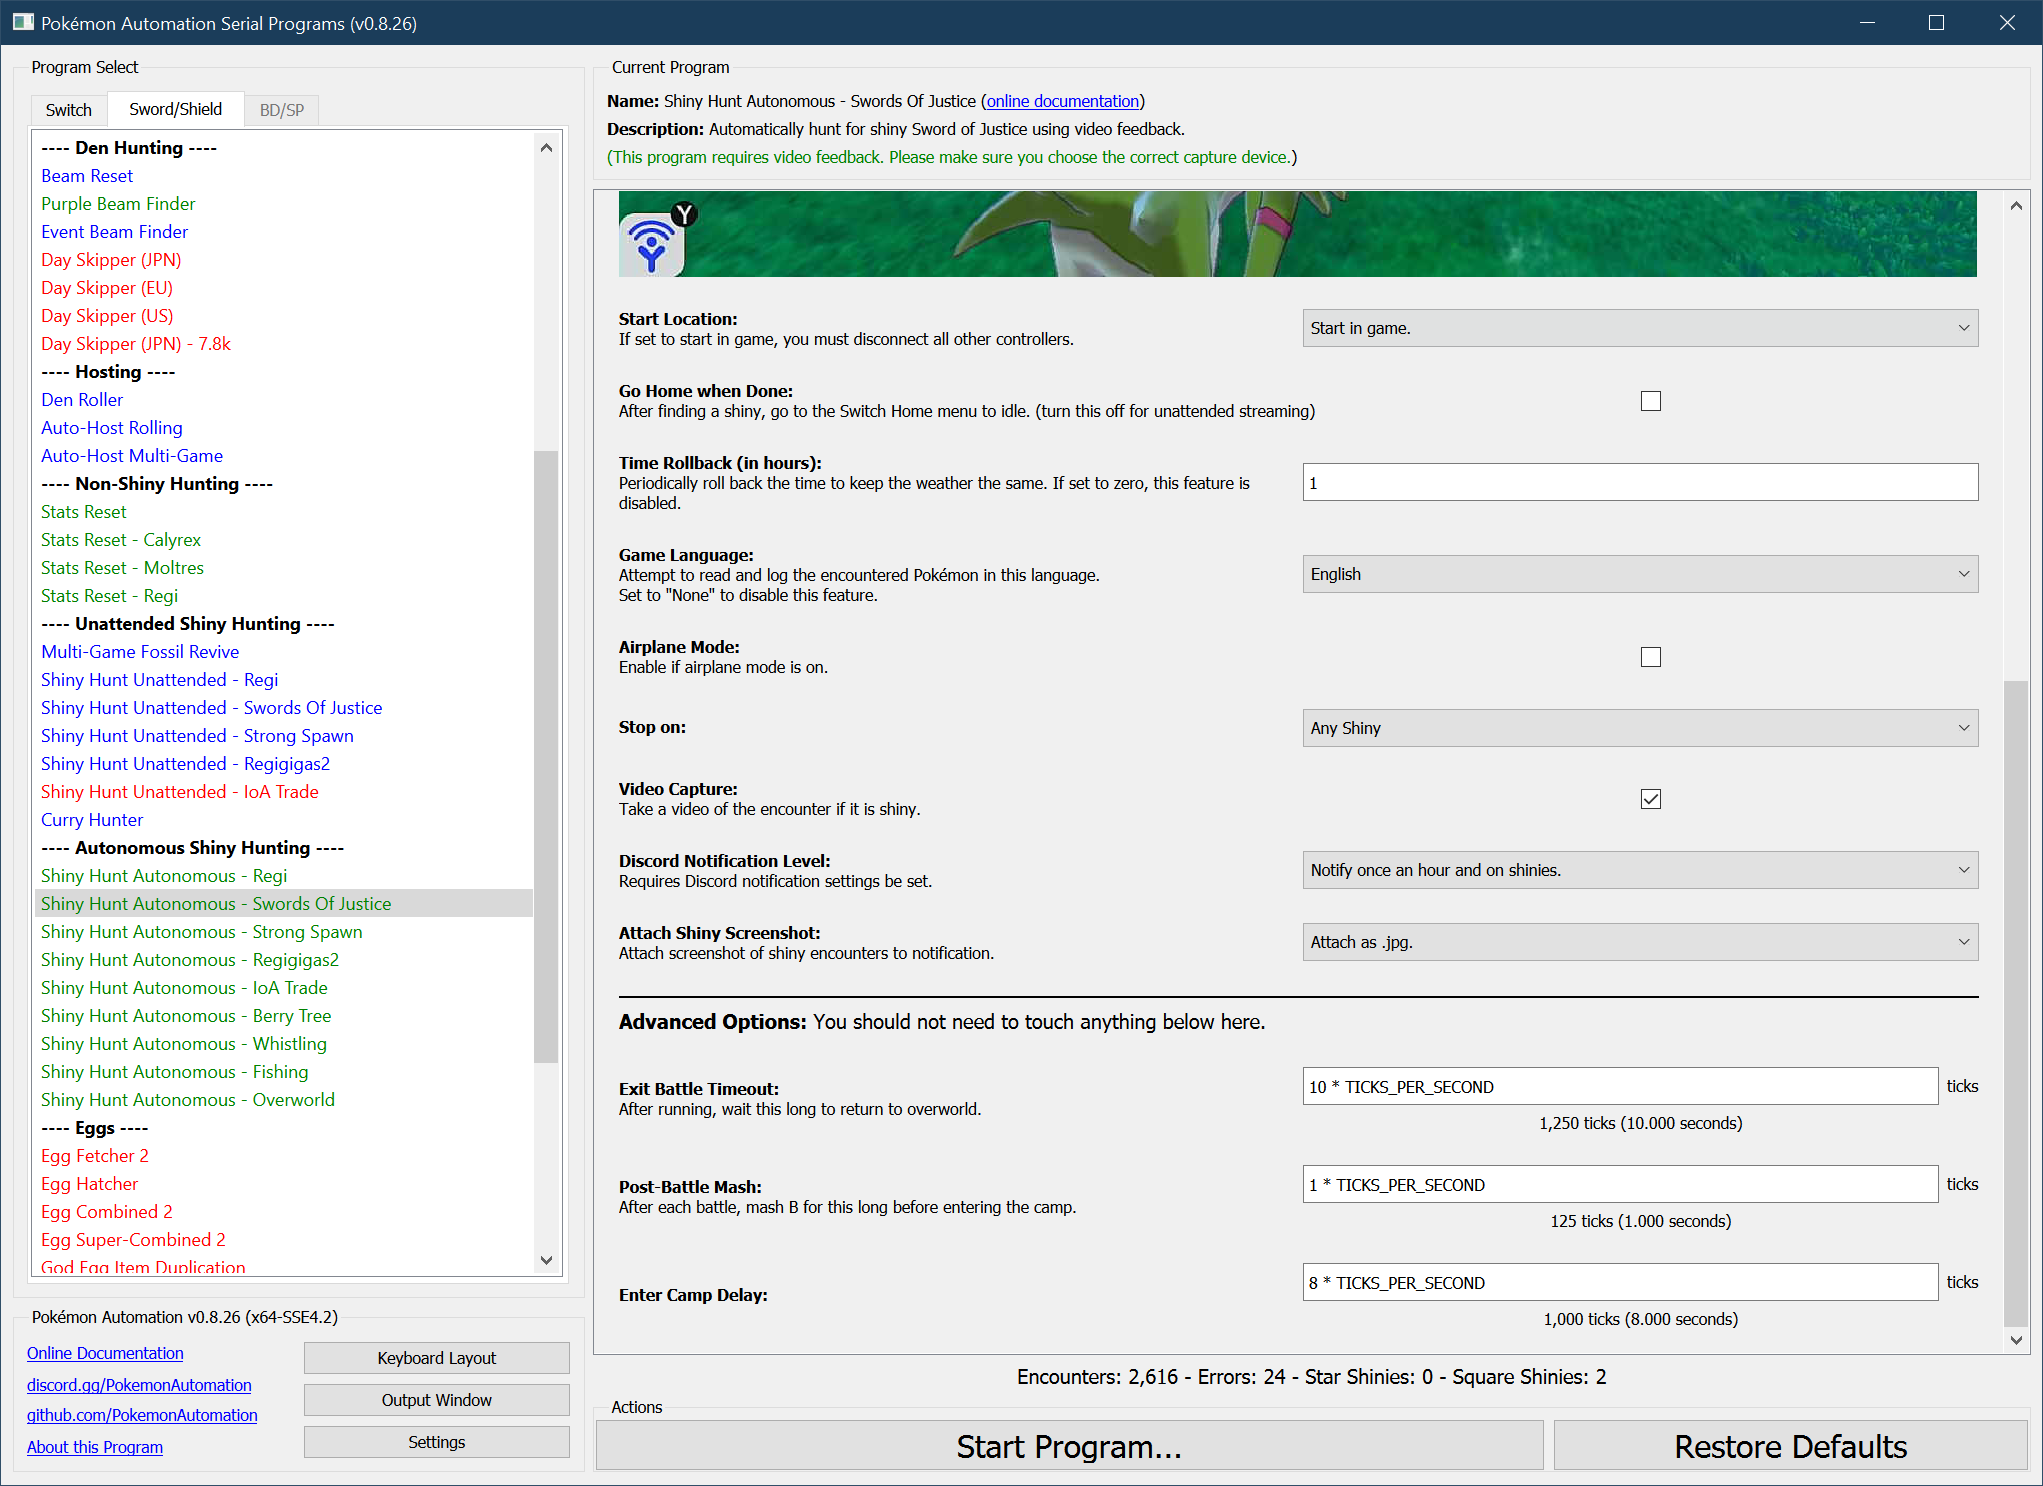 Pokémon Automation Serial Programs (v0.8.26)
Program Select
Switch
Sword/Shield
BD/SP
---- Den Hunting ----
Beam Reset
Purple Beam Finder
Event Beam Finder
Day Skipper (JPN)
Day Skipper (EU)
Day Skipper (US)
Day Skipper (JPN) - 7.8k
---- Hosting ----
Den Roller
Auto-Host Rolling
Auto-Host Multi-Game
---- Non-Shiny Hunting ----
Stats Reset
Stats Reset - Calyrex
Stats Reset - Moltres
Stats Reset - Regi
---- Unattended Shiny Hunting ----
Multi-Game Fossil Revive
Shiny Hunt Unattended - Regi
Shiny Hunt Unattended - Swords Of Justice
Shiny Hunt Unattended - Strong Spawn
Shiny Hunt Unattended - Regigigas2
Shiny Hunt Unattended - IoA Trade
Curry Hunter
---- Autonomous Shiny Hunting ----
Shiny Hunt Autonomous - Regi
Shiny Hunt Autonomous - Swords Of Justice
Shiny Hunt Autonomous - Strong Spawn
Shiny Hunt Autonomous - Regigigas2
Shiny Hunt Autonomous - IoA Trade
Shiny Hunt Autonomous - Berry Tree
Shiny Hunt Autonomous - Whistling
Shiny Hunt Autonomous - Fishing
Shiny Hunt Autonomous - Overworld
---- Eggs ----
Egg Fetcher 2
Egg Hatcher
Egg Combined 2
Egg Super-Combined 2
God Egg Item Duplication
Pokémon Automation v0.8.26 (x64-SSE4.2)
Online Documentation
discord.gg/PokemonAutomation
github.com/PokemonAutomation
About this Program
Keyboard Layout
Output Window
Settings
Current Program
Name: Shiny Hunt Autonomous - Swords Of Justice (online documentation)
Description: Automatically hunt for shiny Sword of Justice using video feedback.
(This program requires video feedback. Please make sure you choose the correct capture device.)
Y
Start Location:
If set to start in game, you must disconnect all other controllers.
Start in game.
Go Home when Done:
After finding a shiny, go to the Switch Home menu to idle. (turn this off for unattended streaming)
Time Rollback (in hours):
Periodically roll back the time to keep the weather the same. If set to zero, this feature is
disabled.
1
Game Language:
Attempt to read and log the encountered Pokémon in this language.
Set to "None" to disable this feature.
English
Airplane Mode:
Enable if airplane mode is on.
Stop on:
Any Shiny
Video Capture:
Take a video of the encounter if it is shiny.
Discord Notification Level:
Requires Discord notification settings be set.
Notify once an hour and on shinies.
Attach Shiny Screenshot:
Attach screenshot of shiny encounters to notification.
Attach as .jpg.
Advanced Options: You should not need to touch anything below here.
Exit Battle Timeout:
After running, wait this long to return to overworld.
10 * TICKS_PER_SECOND
ticks
1,250 ticks (10.000 seconds)
Post-Battle Mash:
After each battle, mash B for this long before entering the camp.
1 * TICKS_PER_SECOND
ticks
125 ticks (1.000 seconds)
Enter Camp Delay:
8 * TICKS_PER_SECOND
ticks
1,000 ticks (8.000 seconds)
Encounters: 2,616 - Errors: 24 - Star Shinies: 0 - Square Shinies: 2
Actions
Start Program...
Restore Defaults